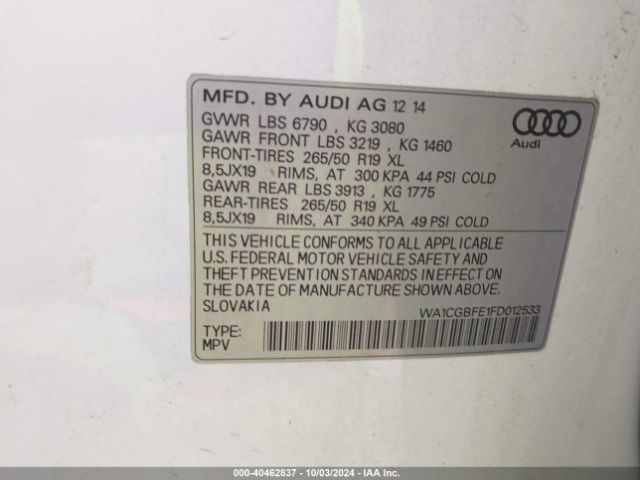 MFD. BY AUDI AG 12 14
GVWR LBS 6790 , KG 3080
GAWR FRONT LBS 3219 , KG 1460
FRONT-TIRES 265/50 R19 XL
8,5JX19 RIMS, AT 300 KPA 44 PSI COLD
GAWR REAR LBS 3913 , KG 1775
REAR-TIRES 265/50 R19 XL
8,5JX19 RIMS, AT 340 KPA 49 PSI COLD
Audi
THIS VEHICLE CONFORMS TO ALL APPLICABLE
U.S. FEDERAL MOTOR VEHICLE SAFETY AND
THEFT PREVENTION STANDARDS IN EFFECT ON
THE DATE OF MANUFACTURE SHOWN ABOVE.
SLOVAKIA
WA1CGBFE1FD012533
TYPE:
MPV
000-40462837 - 10/03/2024 - IAAI.com